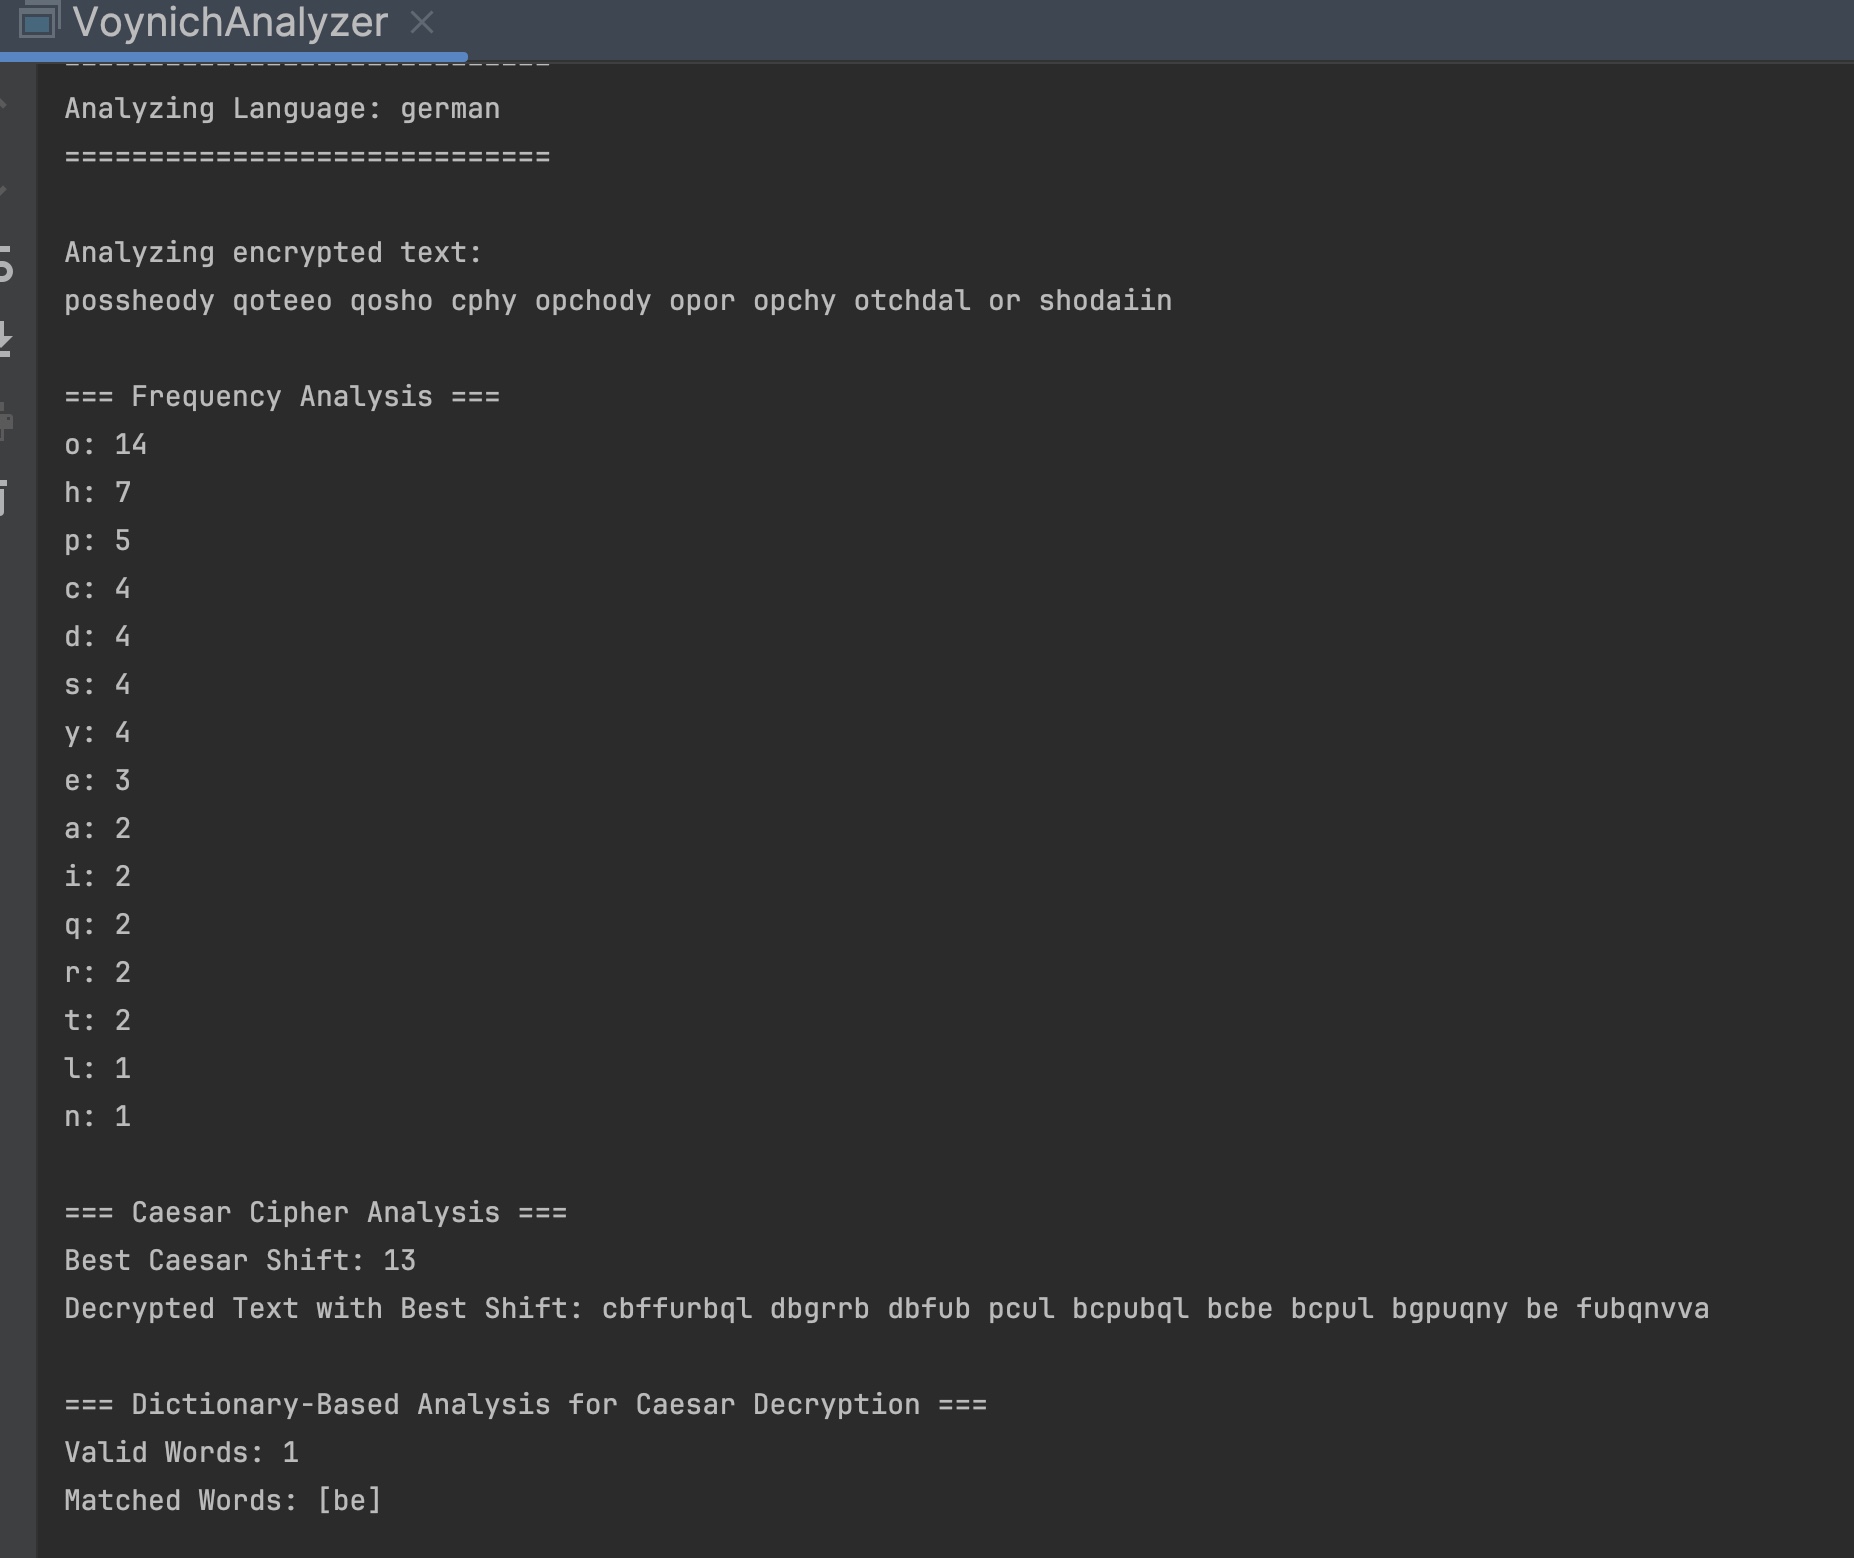 VoynichAnalyzer
=============================
Analyzing Language: german
=============================
Analyzing encrypted text:
possheody qoteeo qosho cphy opchody opor opchy otchdal or shodaiin
=== Frequency Analysis ===
o: 14
h: 7
p: 5
c: 4
d: 4
s: 4
y: 4
e: 3
a: 2
i: 2
q: 2
r: 2
t: 2
l: 1
n: 1
=== Caesar Cipher Analysis ===
Best Caesar Shift: 13
Decrypted Text with Best Shift: cbffurbql dbgrrb dbfub pcul bcpubql bcbe bcpul bgpuqny be fubqnvva
=== Dictionary-Based Analysis for Caesar Decryption ===
Valid Words: 1
Matched Words: [be]